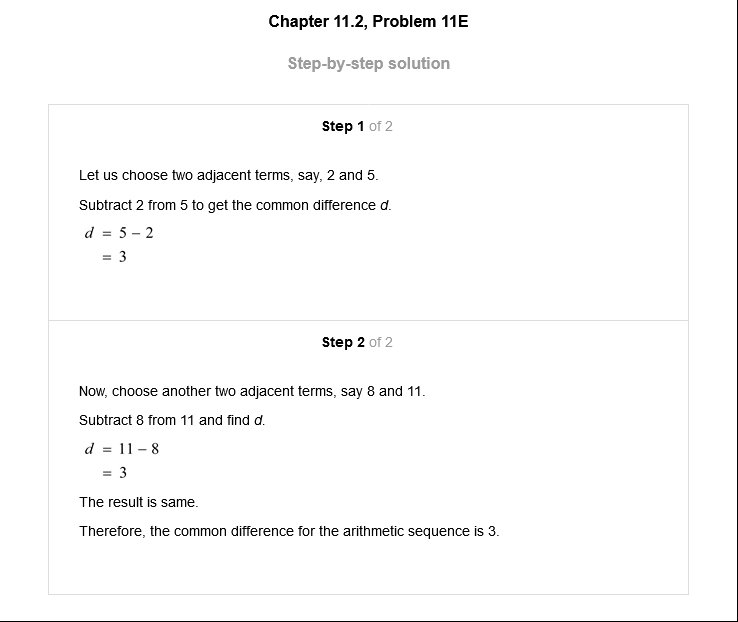 Chapter 11.2, Problem 11E
Step-by-step solution
Step 1 of 2
Let us choose two adjacent terms, say, 2 and 5.
Subtract 2 from 5 to get the common difference d.
d = 5 – 2
= 3
Step 2 of 2
Now, choose another two adjacent terms, say 8 and 11.
Subtract 8 from 11 and find d.
d = 11 – 8
= 3
The result is same.
Therefore, the common difference for the arithmetic sequence is 3.